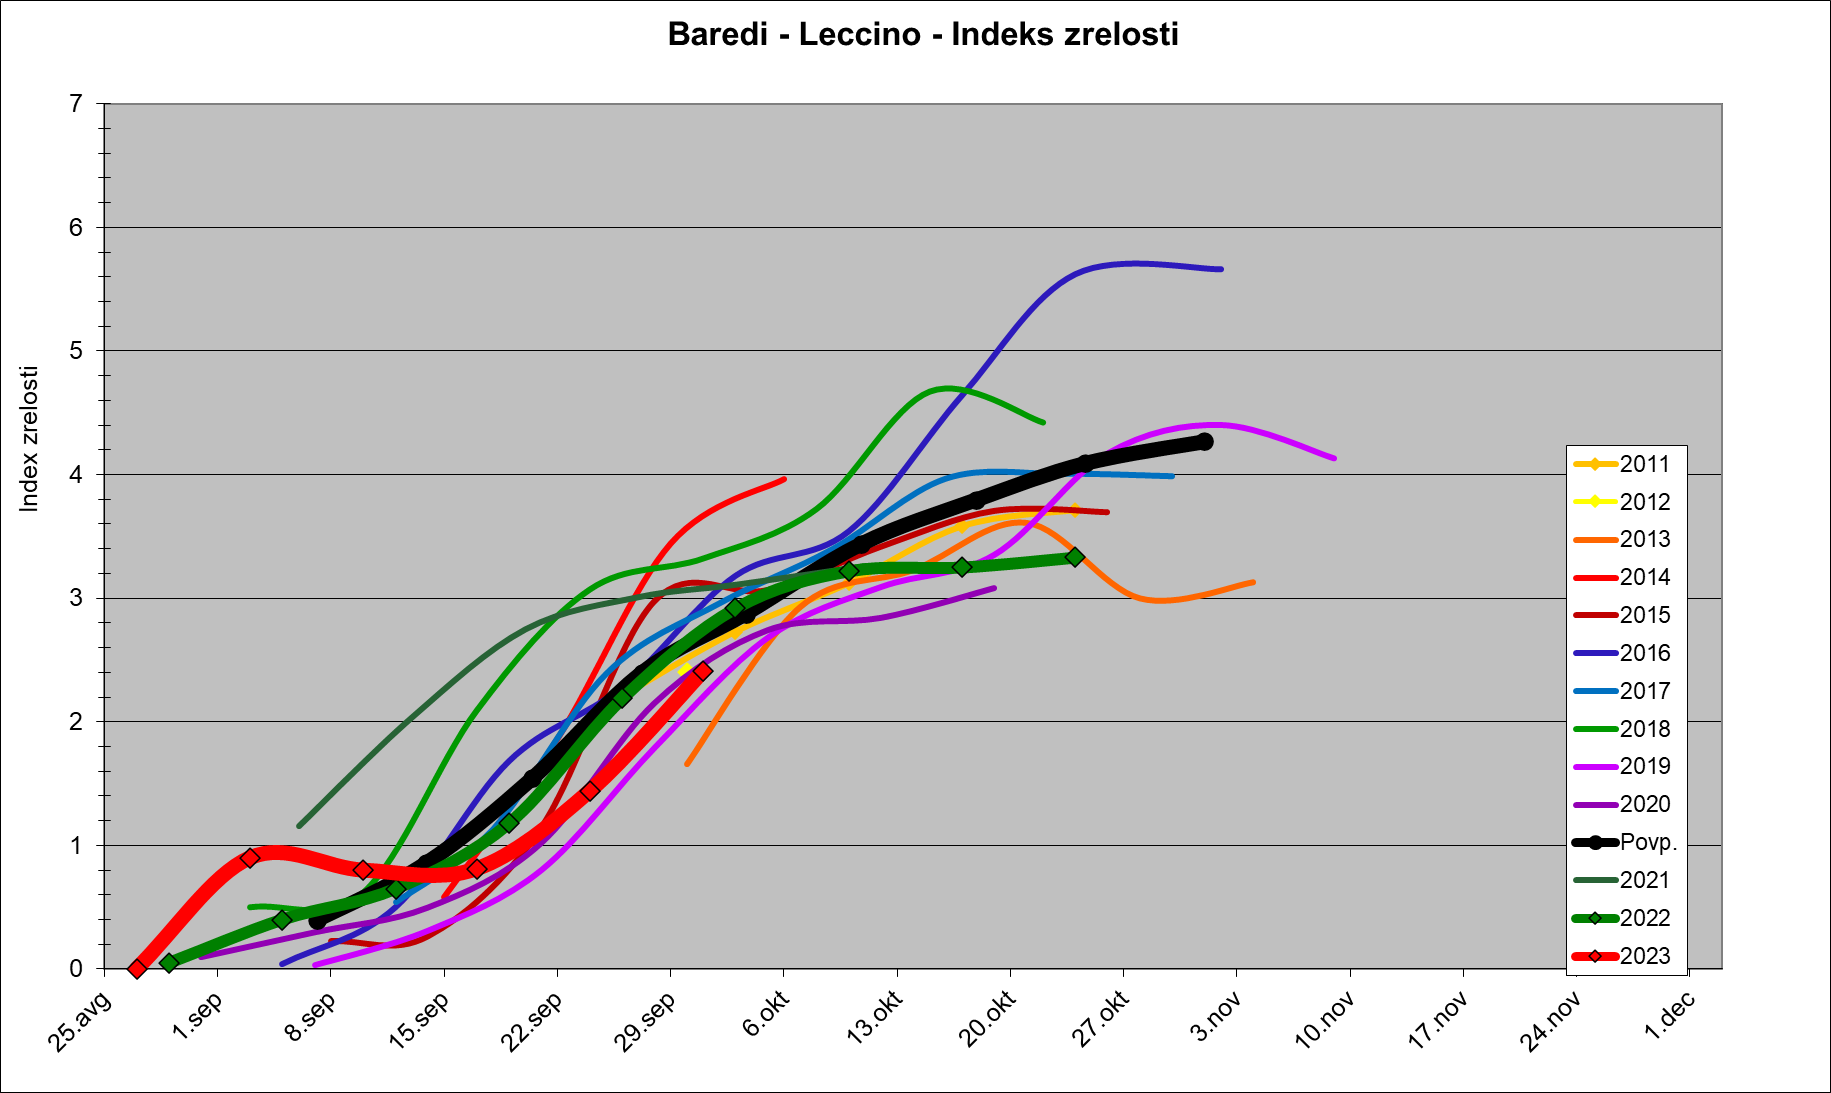 Baredi - Leccino - Indeks zrelosti
Index zrelosti
7
6
5
4
3
2
1
0
25.avg
1.sep
8.sep
15.sep
22.sep
29.sep
6.okt
13.okt
20.okt
27.okt
3.nov
10.nov
17.nov
24.nov
1.dec
2011
2012
2013
2014
2015
2016
2017
2018
2019
2020
Povp.
2021
2022
2023